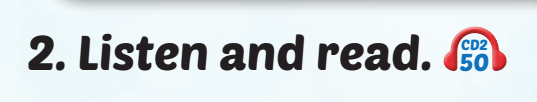 2. Listen and read. CD2 50